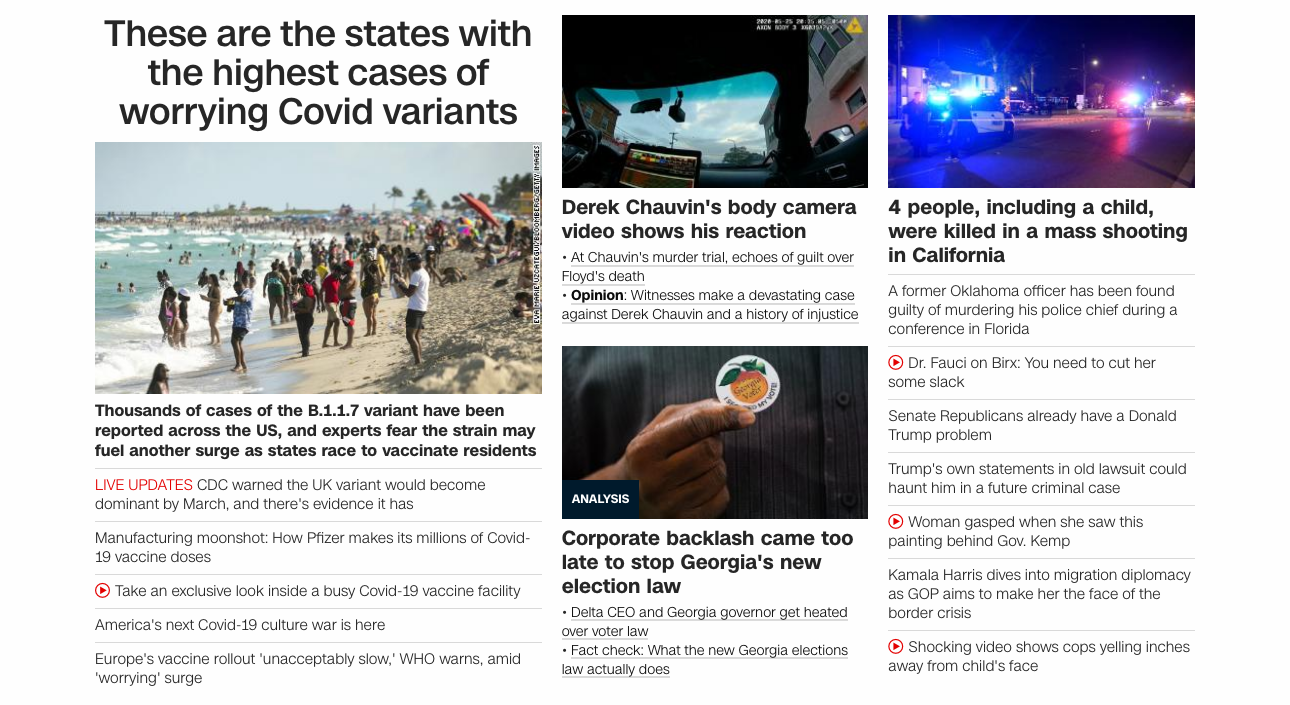 These are the states with
the highest cases of
worrying Covid variants
EVA MARIE UZCATEGUI/BLOOMBERG/GETTY IMAGES
Thousands of cases of the B.1.1.7 variant have been
reported across the US, and experts fear the strain may
fuel another surge as states race to vaccinate residents
LIVE UPDATES CDC warned the UK variant would become
dominant by March, and there's evidence it has
Manufacturing moonshot: How Pfizer makes its millions of Covid-
19 vaccine doses
Take an exclusive look inside a busy Covid-19 vaccine facility
America's next Covid-19 culture war is here
Europe's vaccine rollout 'unacceptably slow,' WHO warns, amid
'worrying' surge
AXON BODY 3
Derek Chauvin's body camera
video shows his reaction
• At Chauvin's murder trial, echoes of guilt over
Floyd's death
• Opinion: Witnesses make a devastating case
against Derek Chauvin and a history of injustice
Georgia
Voter
MY VOTE!
ANALYSIS
Corporate backlash came too
late to stop Georgia's new
election law
• Delta CEO and Georgia governor get heated
over voter law
• Fact check: What the new Georgia elections
law actually does
4 people, including a child,
were killed in a mass shooting
in California
A former Oklahoma officer has been found
guilty of murdering his police chief during a
conference in Florida
Dr. Fauci on Birx: You need to cut her
some slack
Senate Republicans already have a Donald
Trump problem
Trump's own statements in old lawsuit could
haunt him in a future criminal case
Woman gasped when she saw this
painting behind Gov. Kemp
Kamala Harris dives into migration diplomacy
as GOP aims to make her the face of the
border crisis
Shocking video shows cops yelling inches
away from child's face